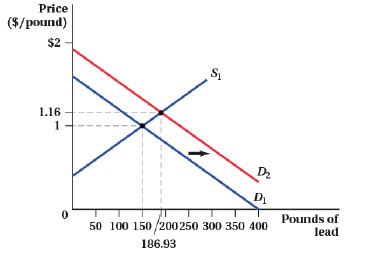 Price
($/pound)
$2
S1
1.16
1
D2
D1
0
50 100 150 200 250 300 350 400
Pounds of
lead
186.93